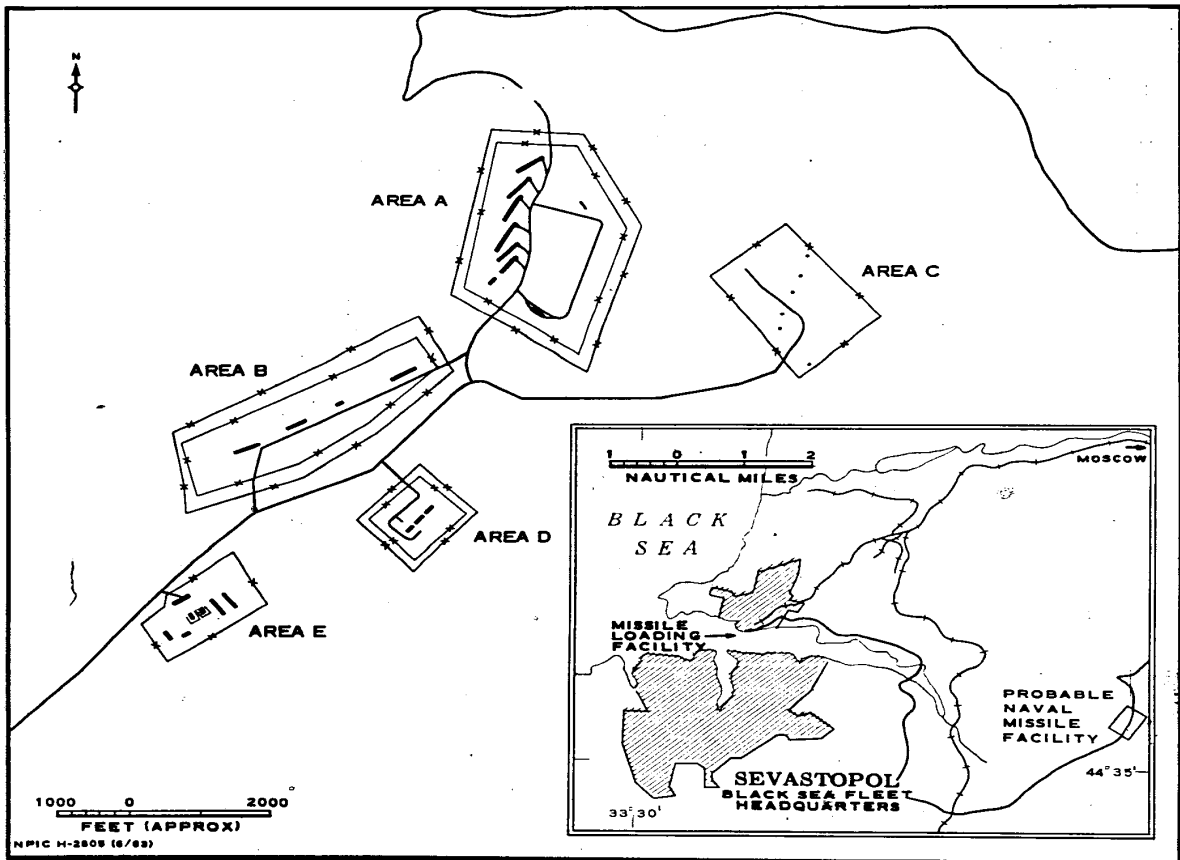 N
AREA A
AREA C
AREA B
AREA D
AREA E
1000 0 2000
FEET (APPROX)
NPIC H-2605 (6/63)
1 0 1 2
NAUTICAL MILES
MOSCOW
BLACK
SEA
MISSILE
LOADING
FACILITY
PROBABLE
NAVAL
MISSILE
FACILITY
SEVASTOPOL
BLACK SEA FLEET
HEADQUARTERS
44° 35'
33° 30'